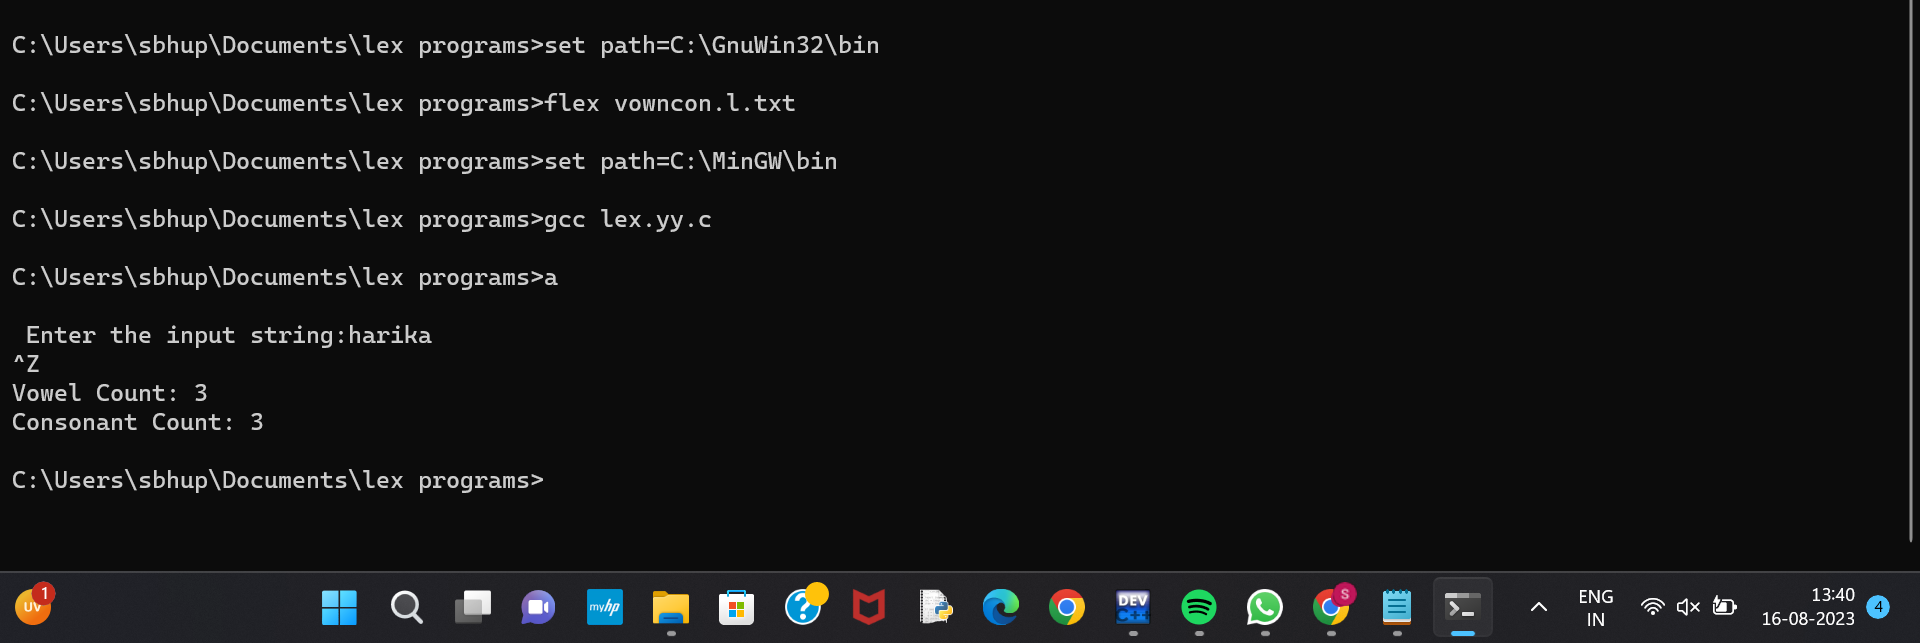 C:\Users\sbhup\Documents\lex programs>set path=C:\GnuWin32\bin
C:\Users\sbhup\Documents\lex programs>flex vowncon.l.txt
C:\Users\sbhup\Documents\lex programs>set path=C:\MinGW\bin
C:\Users\sbhup\Documents\lex programs>gcc lex.yy.c
C:\Users\sbhup\Documents\lex programs>a
Enter the input string:harika
^Z
Vowel Count: 3
Consonant Count: 3
C:\Users\sbhup\Documents\lex programs>
UV 1
myhp
?
DEV C++
S
ENG
IN
13:40
16-08-2023
4